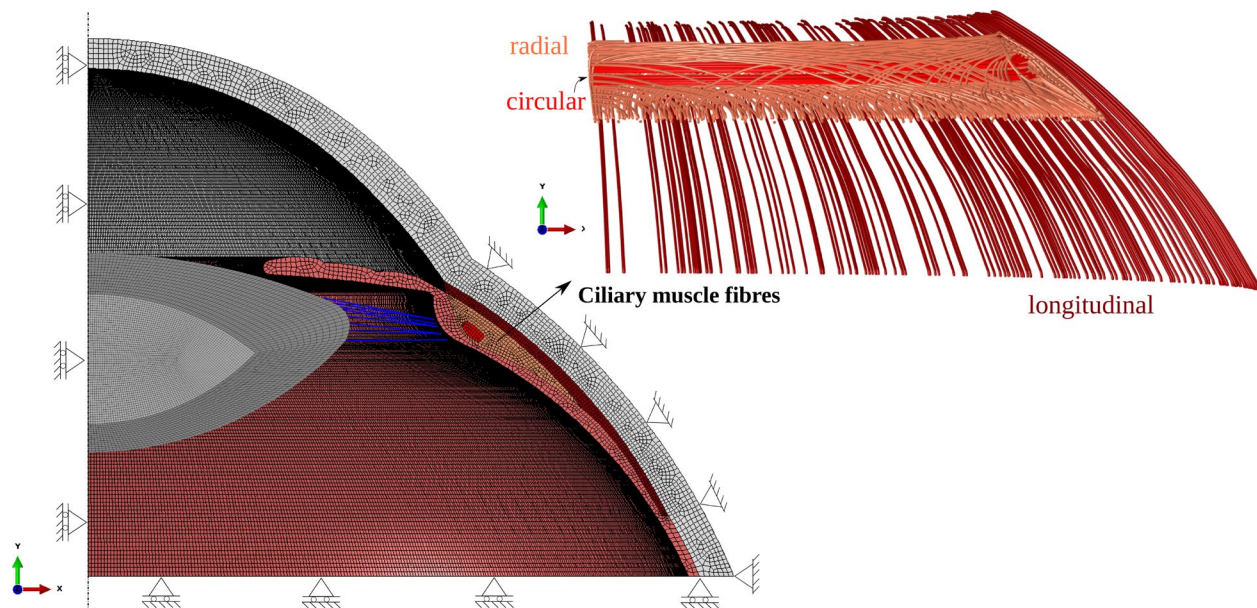 radial
circular
Y
Ciliary muscle fibres
longitudinal
Y
X